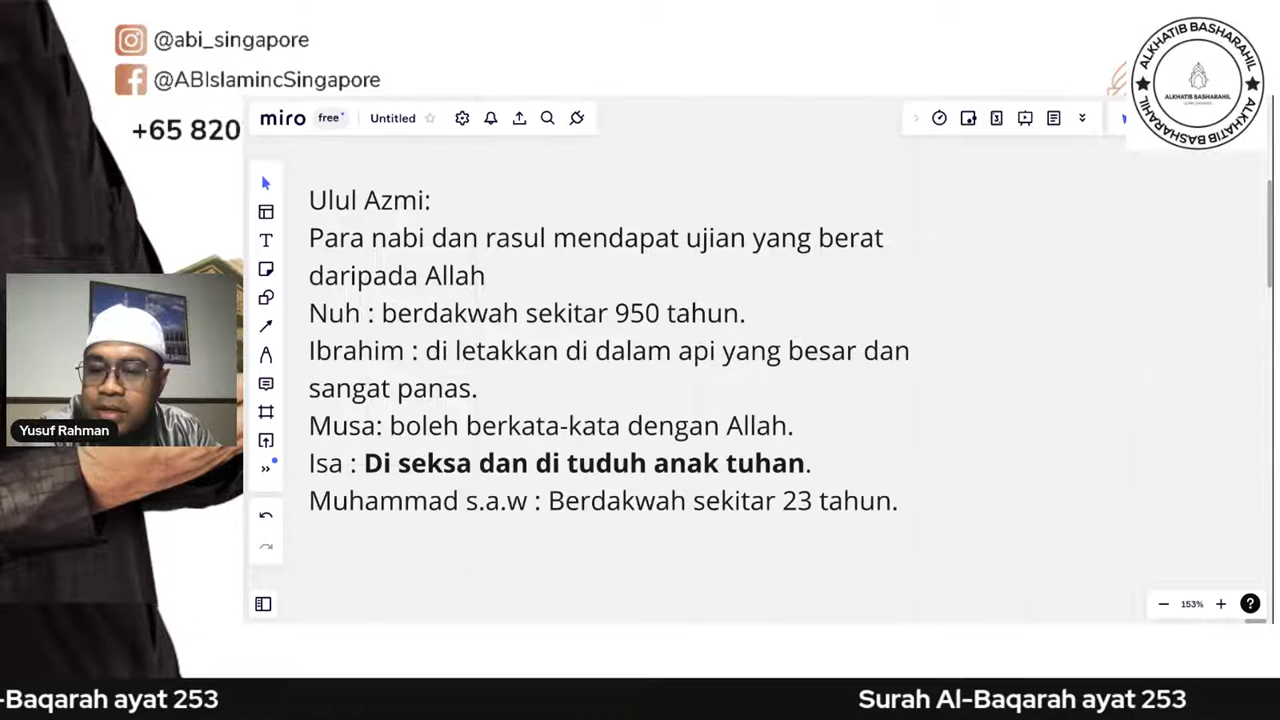 @abi_singapore
@ABIslamincSingapore
+65 820
ALKHATIB BASHARAHIL
ALKHATIB BASHARAHIL
ALKHATIB BASHARAHIL
miro free Untitled
Ulul Azmi:
Para nabi dan rasul mendapat ujian yang berat
daripada Allah
Nuh : berdakwah sekitar 950 tahun.
Ibrahim : di letakkan di dalam api yang besar dan
sangat panas.
Musa: boleh berkata-kata dengan Allah.
Isa : Di seksa dan di tuduh anak tuhan.
Muhammad s.a.w : Berdakwah sekitar 23 tahun.
Yusuf Rahman
153%
-Baqarah ayat 253
Surah Al-Baqarah ayat 253